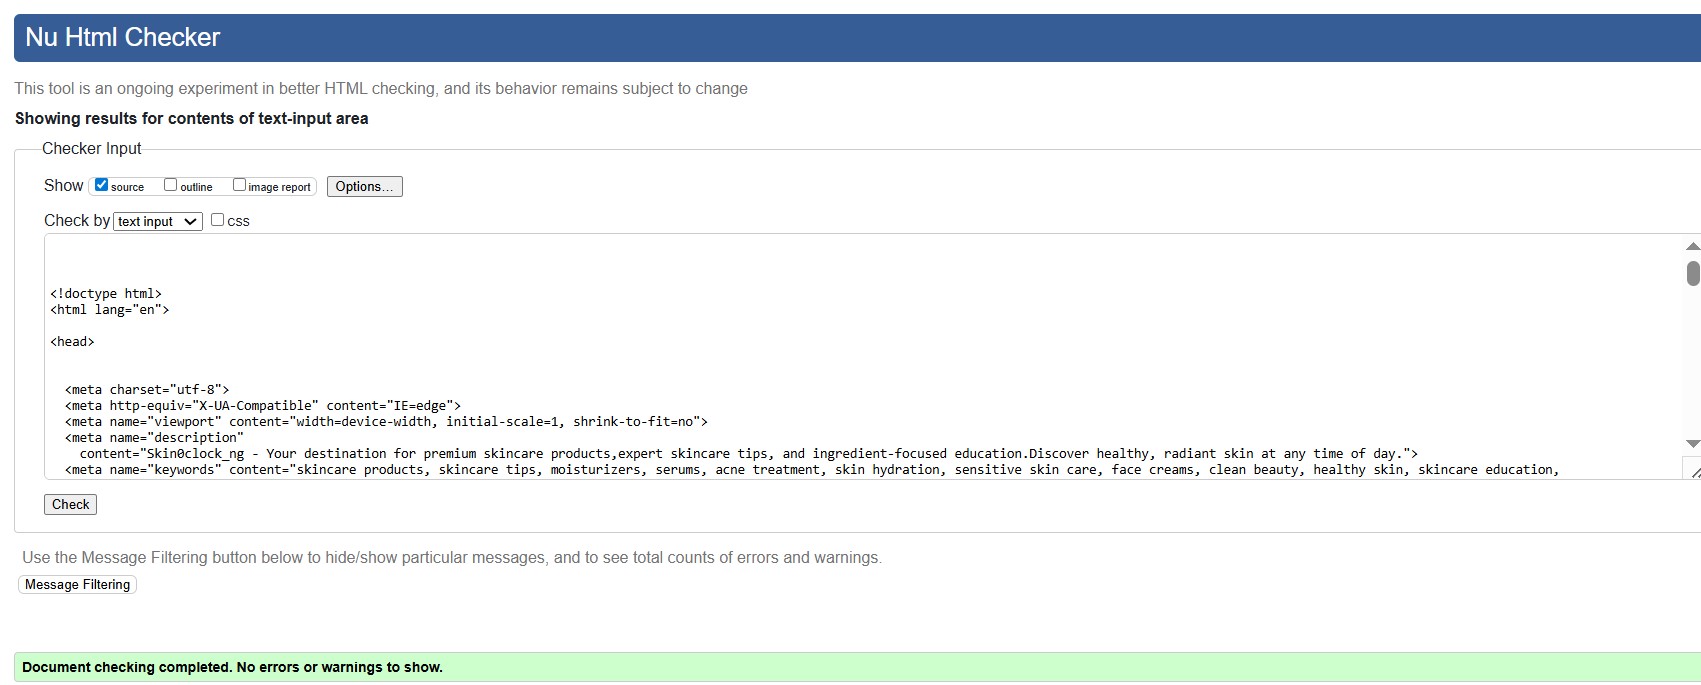 Nu Html Checker
This tool is an ongoing experiment in better HTML checking, and its behavior remains subject to change
Showing results for contents of text-input area
Checker Input
Show source outline image report Options...
Check by text input css
<!doctype html>
<html lang="en">
<head>
<meta charset="utf-8">
<meta http-equiv="X-UA-Compatible" content="IE=edge">
<meta name="viewport" content="width=device-width, initial-scale=1, shrink-to-fit=no">
<meta name="description"
content="Skin0clock_ng - Your destination for premium skincare products,expert skincare tips, and ingredient-focused education.Discover healthy, radiant skin at any time of day.">
<meta name="keywords" content="skincare products, skincare tips, moisturizers, serums, acne treatment, skin hydration, sensitive skin care, face creams, clean beauty, healthy skin, skincare education,
Check
Use the Message Filtering button below to hide/show particular messages, and to see total counts of errors and warnings.
Message Filtering
Document checking completed. No errors or warnings to show.